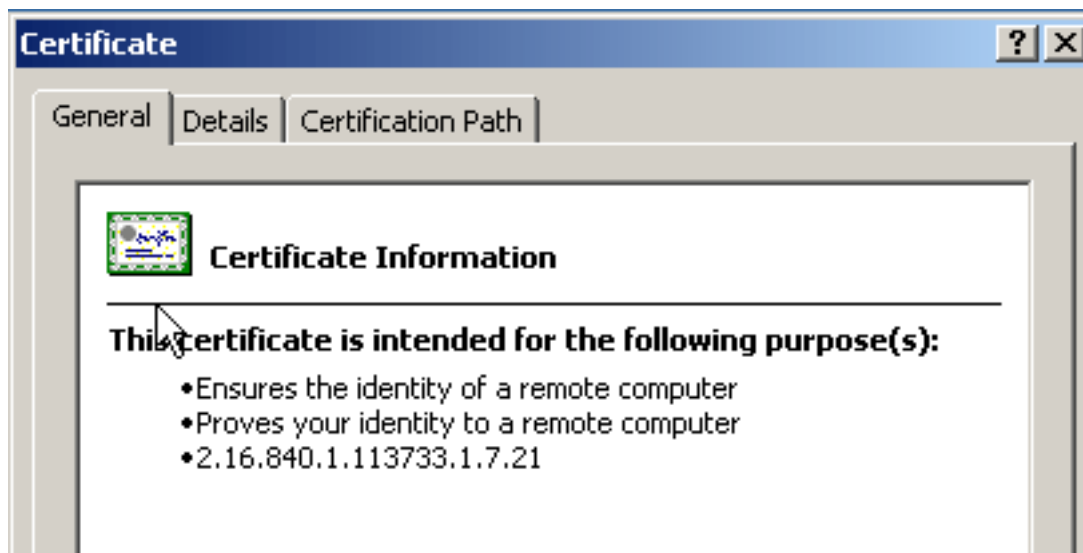 Certificate
General Details Certification Path
Certificate Information
This certificate is intended for the following purpose(s):
•Ensures the identity of a remote computer
•Proves your identity to a remote computer
•2.16.840.1.113733.1.7.21